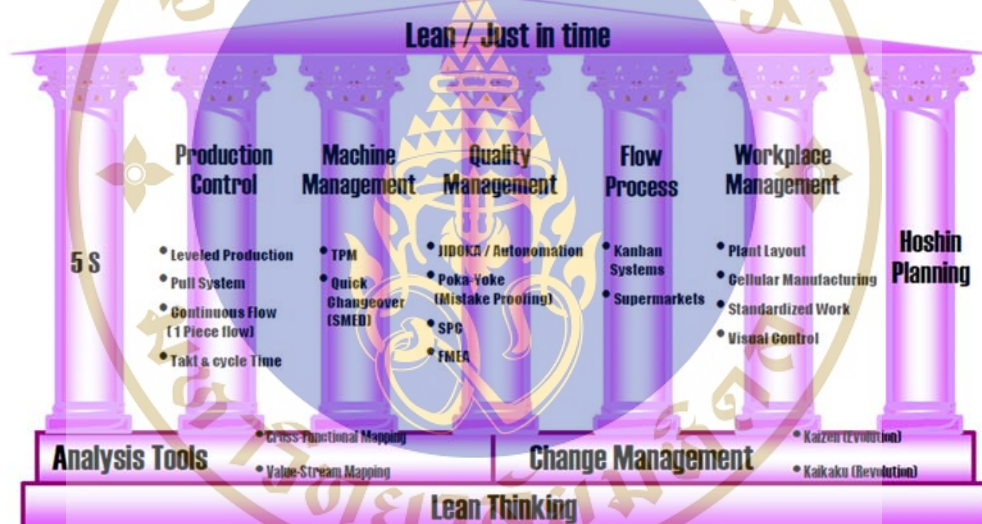 Lean / Just in time
5 S
Production
Control
• Leveled Production
• Pull System
• Continuous Flow
(1 Piece flow)
• Takt & cycle Time
Machine
Management
• TPM
• Quick
Changeover
(SMED)
Quality
Management
• JIDOKA / Autonomation
• Poka-Yoke
(Mistake Proofing)
• SPC
• FMEA
Flow
Process
• Kanban
Systems
• Supermarkets
Workplace
Management
• Plant Layout
• Cellular Manufacturing
• Standardized Work
• Visual Control
Hoshin
Planning
Analysis Tools
• Cross-Functional Mapping
• Value-Stream Mapping
Change Management
• Kaizen (Evolution)
• Kaikaku (Revolution)
Lean Thinking